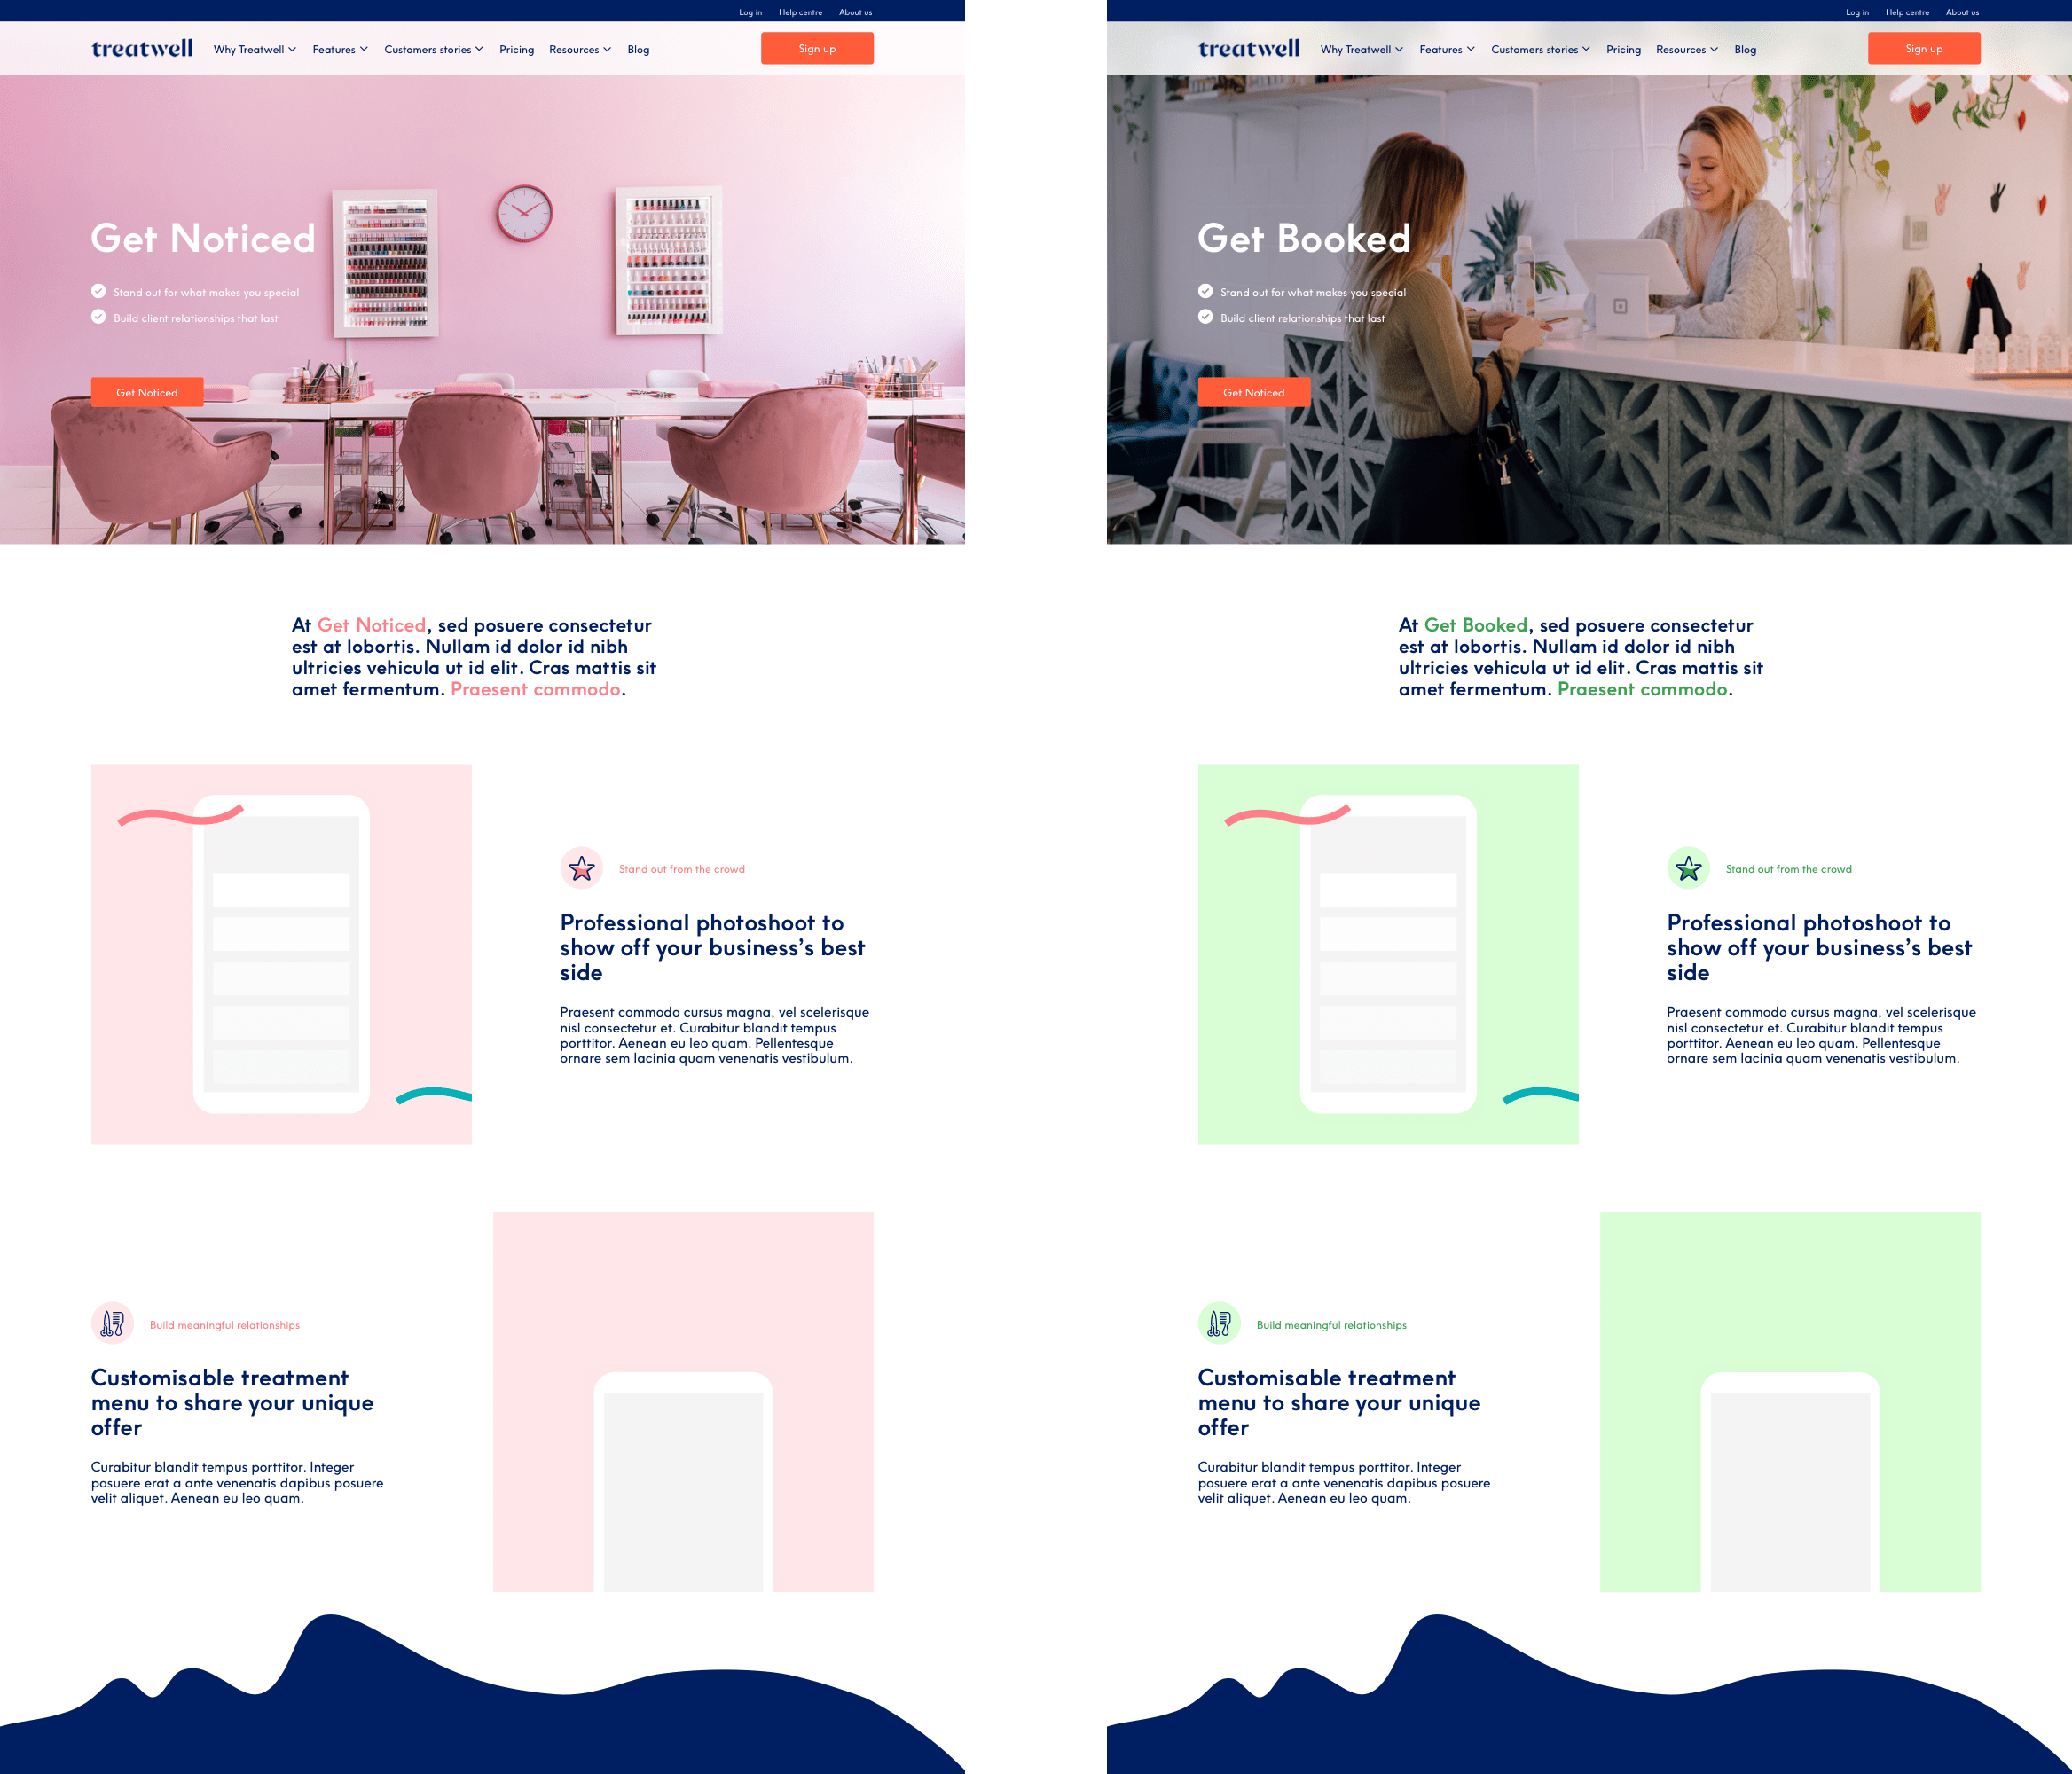 Log in Help centre About us
treatwell Why Treatwell Features Customers stories Pricing Resources Blog Sign up
Get Noticed
Stand out for what makes you special
Build client relationships that last
Get Noticed
At Get Noticed, sed posuere consectetur
est at lobortis. Nullam id dolor id nibh
ultricies vehicula ut id elit. Cras mattis sit
amet fermentum. Praesent commodo.
Stand out from the crowd
Professional photoshoot to
show off your business’s best
side
Praesent commodo cursus magna, vel scelerisque
nisl consectetur et. Curabitur blandit tempus
porttitor. Aenean eu leo quam. Pellentesque
ornare sem lacinia quam venenatis vestibulum.
Build meaningful relationships
Customisable treatment
menu to share your unique
offer
Curabitur blandit tempus porttitor. Integer
posuere erat a ante venenatis dapibus posuere
velit aliquet. Aenean eu leo quam.
Log in Help centre About us
treatwell Why Treatwell Features Customers stories Pricing Resources Blog Sign up
Get Booked
Stand out for what makes you special
Build client relationships that last
Get Noticed
At Get Booked, sed posuere consectetur
est at lobortis. Nullam id dolor id nibh
ultricies vehicula ut id elit. Cras mattis sit
amet fermentum. Praesent commodo.
Stand out from the crowd
Professional photoshoot to
show off your business’s best
side
Praesent commodo cursus magna, vel scelerisque
nisl consectetur et. Curabitur blandit tempus
porttitor. Aenean eu leo quam. Pellentesque
ornare sem lacinia quam venenatis vestibulum.
Build meaningful relationships
Customisable treatment
menu to share your unique
offer
Curabitur blandit tempus porttitor. Integer
posuere erat a ante venenatis dapibus posuere
velit aliquet. Aenean eu leo quam.